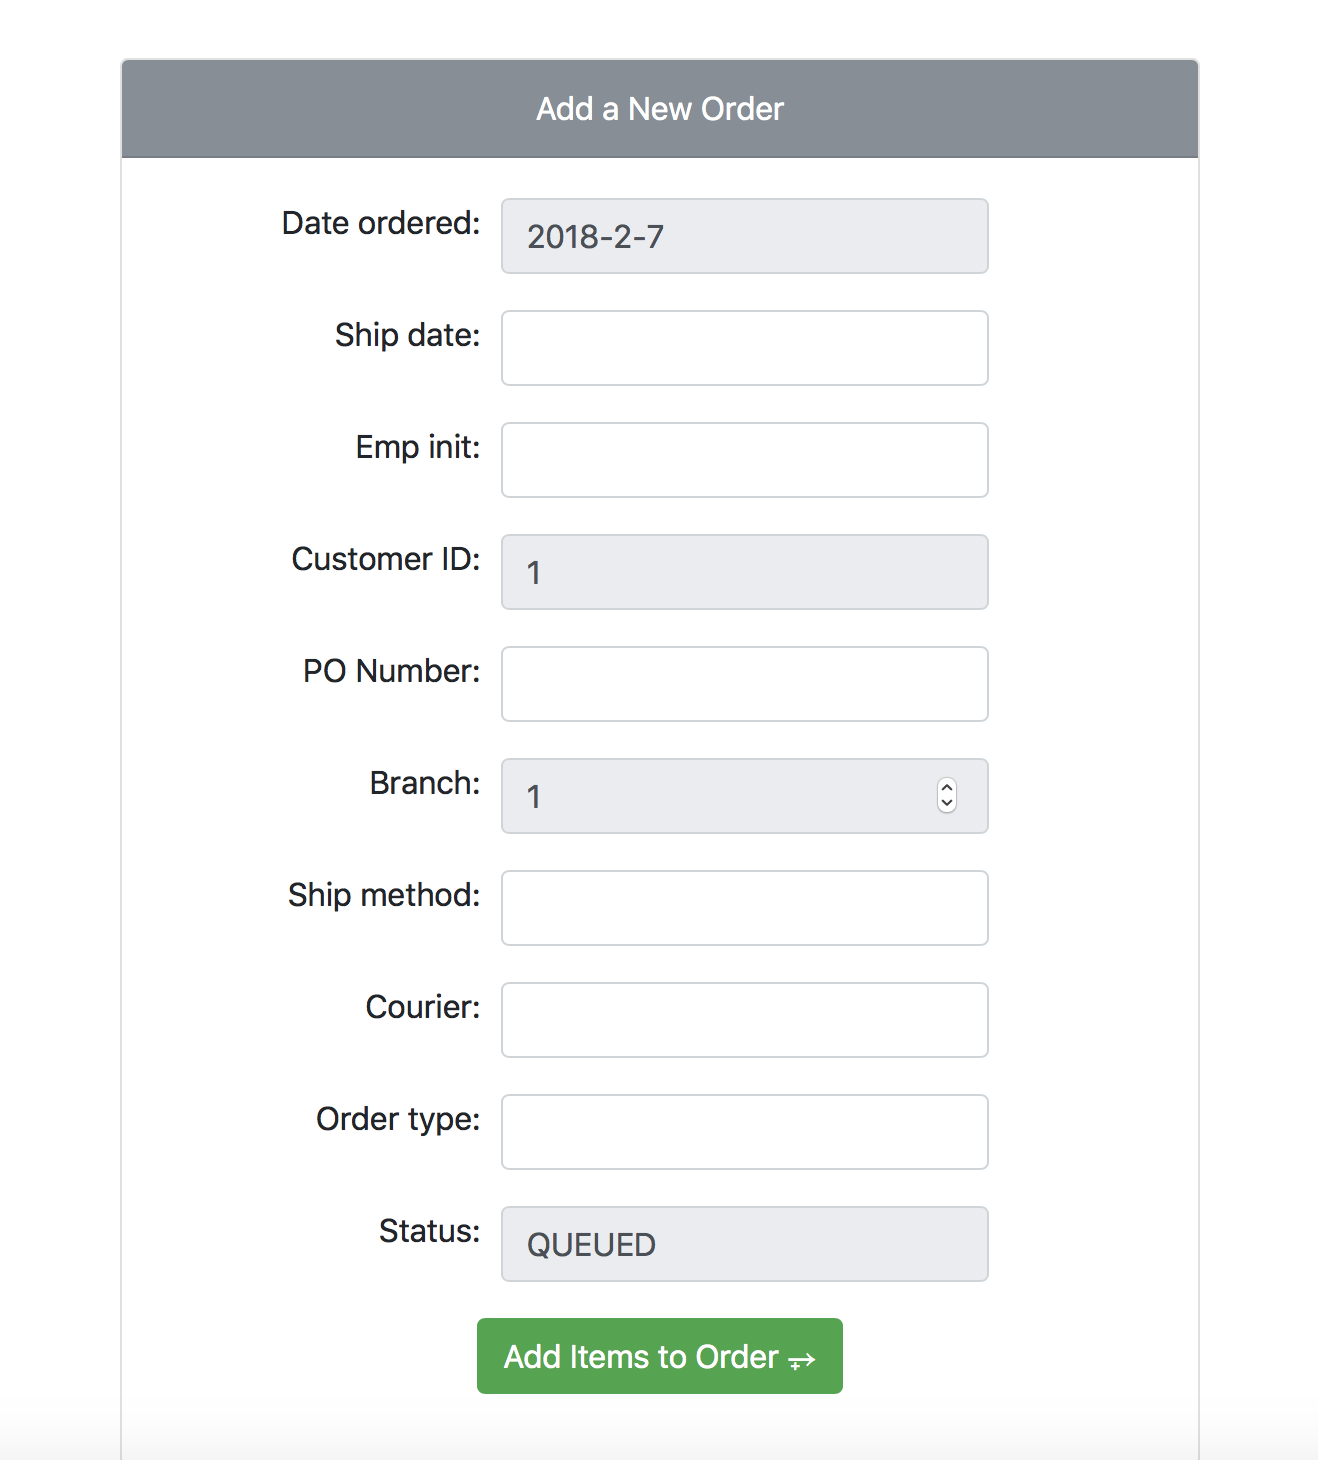 Add a New Order
Date ordered: 2018-2-7
Ship date:
Emp init:
Customer ID: 1
PO Number:
Branch: 1
Ship method:
Courier:
Order type:
Status: QUEUED
Add Items to Order ⥅